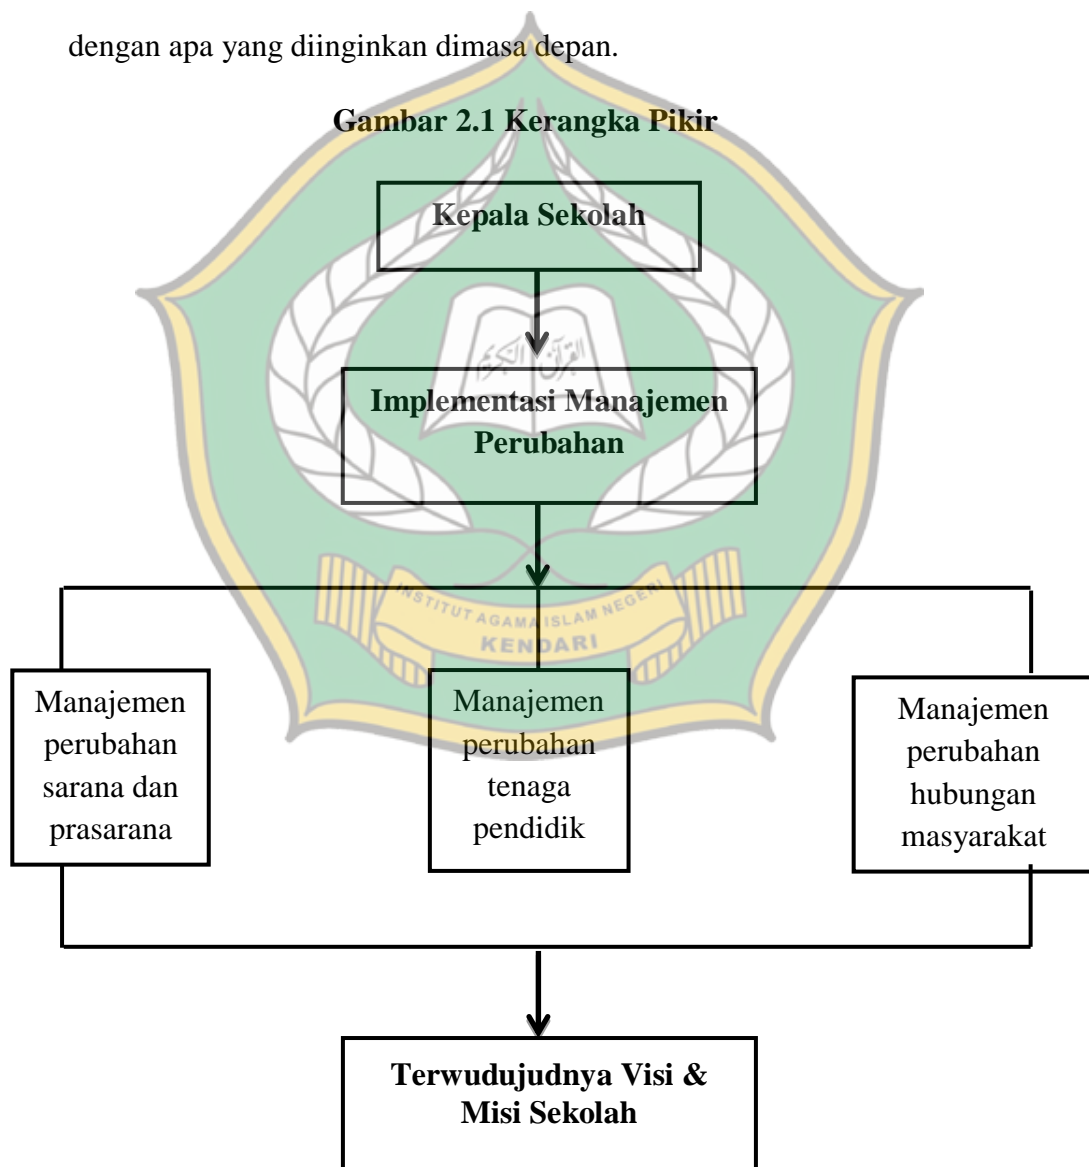 dengan apa yang diinginkan dimasa depan.
Gambar 2.1 Kerangka Pikir
Kepala Sekolah
القرآن الكريم
Implementasi Manajemen
Perubahan
INSTITUT AGAMA ISLAM NEGERI
KENDARI
Manajemen
perubahan
sarana dan
prasarana
Manajemen
perubahan
tenaga
pendidik
Manajemen
perubahan
hubungan
masyarakat
Terwudujudnya Visi &
Misi Sekolah